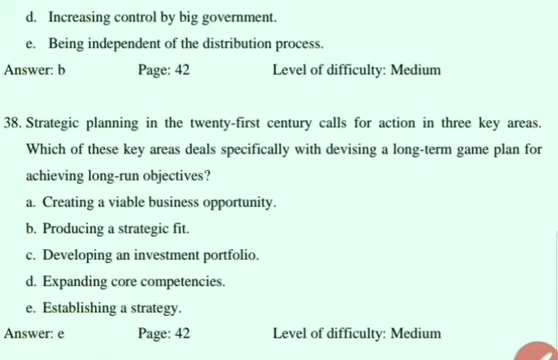 d. Increasing control by big government.
e. Being independent of the distribution process.
Answer: b Page: 42 Level of difficulty: Medium
38. Strategic planning in the twenty-first century calls for action in three key areas.
Which of these key areas deals specifically with devising a long-term game plan for
achieving long-run objectives?
a. Creating a viable business opportunity.
b. Producing a strategic fit.
c. Developing an investment portfolio.
d. Expanding core competencies.
e. Establishing a strategy.
Answer: e Page: 42 Level of difficulty: Medium